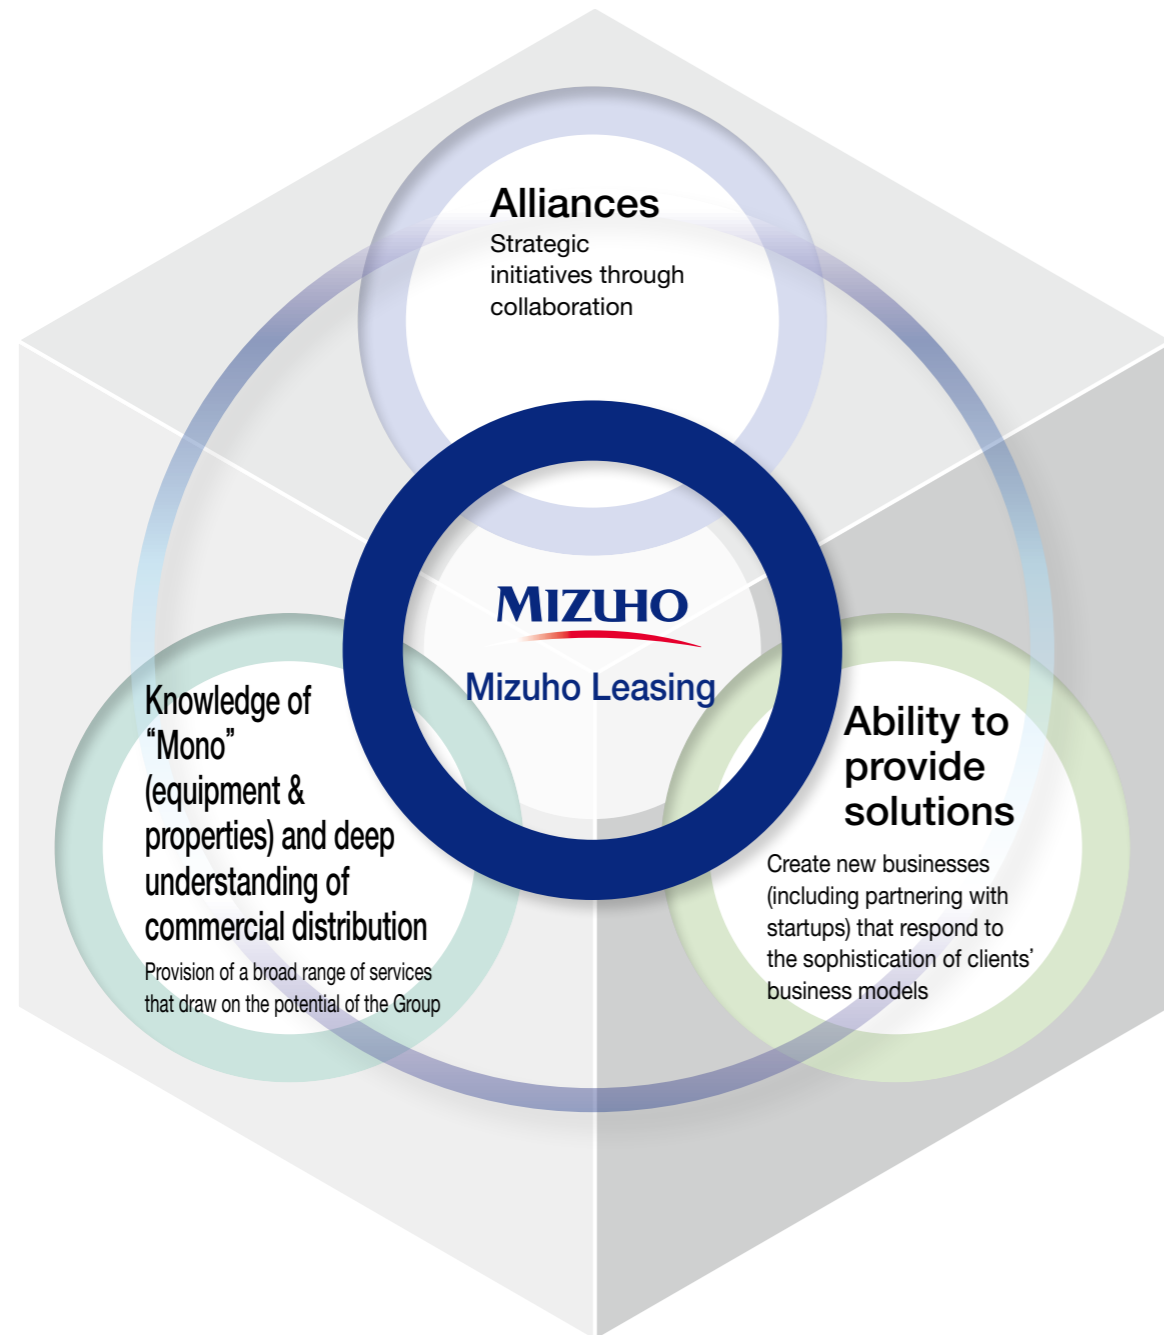 Alliances
Strategic
initiatives through
collaboration
MIZUHO
Mizuho Leasing
Knowledge of
“Mono”
(equipment &
properties) and deep
understanding of
commercial distribution
Provision of a broad range of services
that draw on the potential of the Group
Ability to
provide
solutions
Create new businesses
(including partnering with
startups) that respond to
the sophistication of clients’
business models